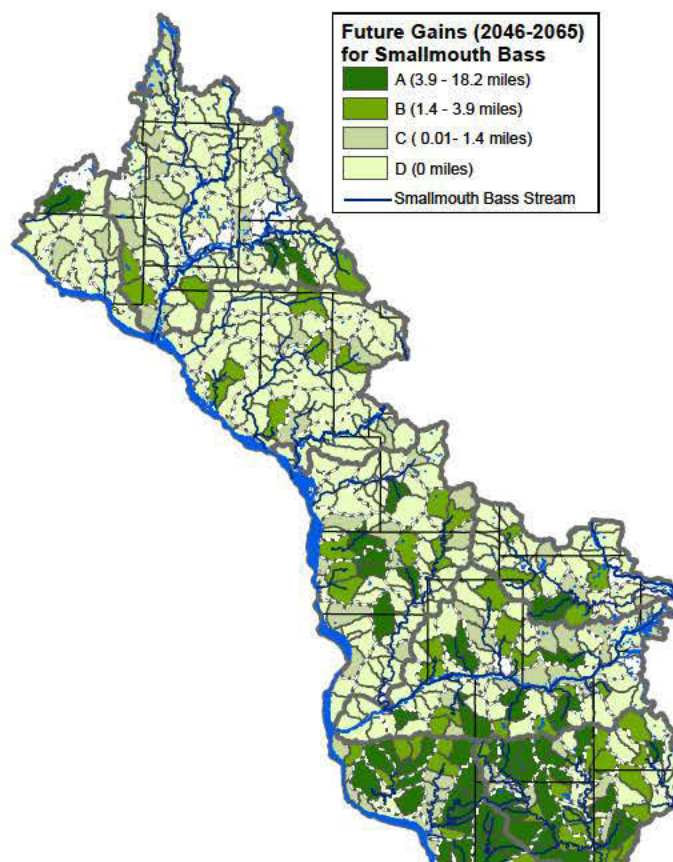 Future Gains (2046-2065)
for Smallmouth Bass
A (3.9 - 18.2 miles)
B (1.4 - 3.9 miles)
C ( 0.01- 1.4 miles)
D (0 miles)
Smallmouth Bass Stream